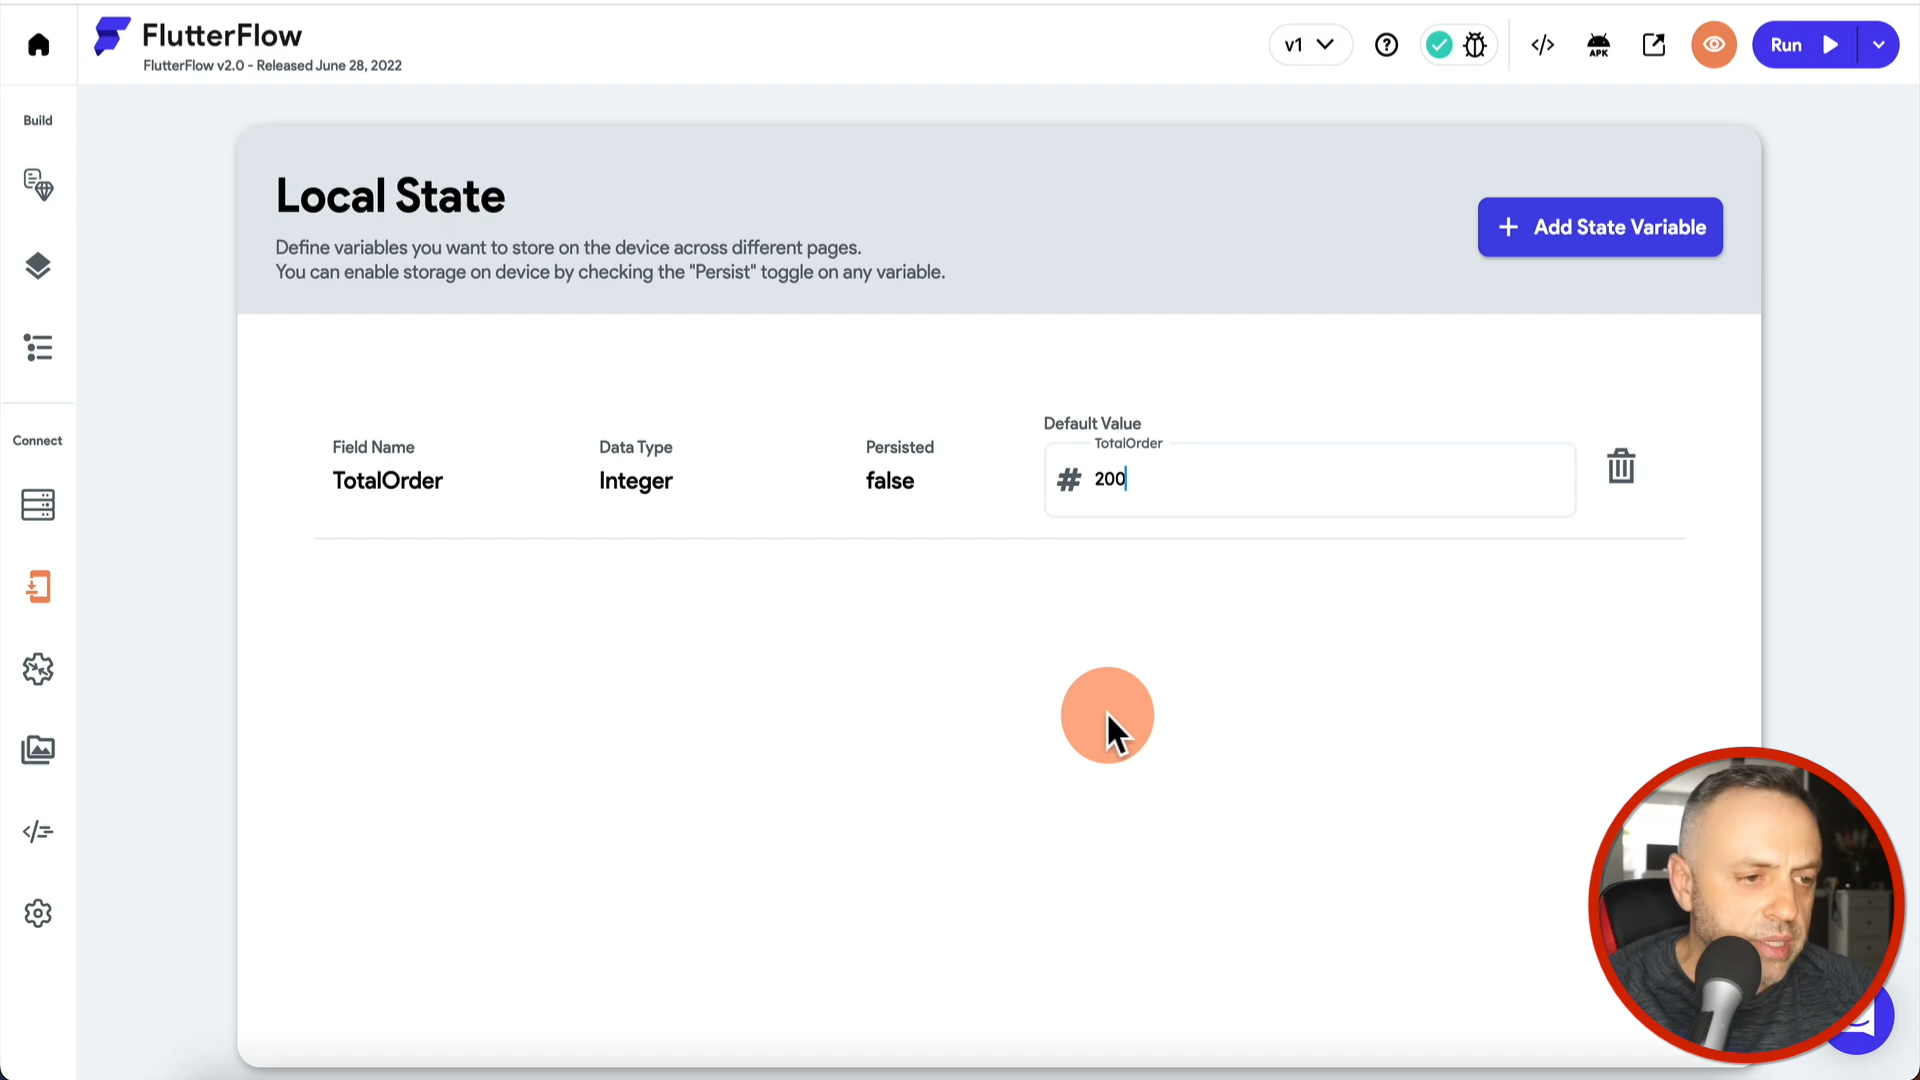 FlutterFlow
FlutterFlow v2.0 - Released June 28, 2022
v1
APK
Run
Build
Connect
Local State
Define variables you want to store on the device across different pages.
You can enable storage on device by checking the "Persist" toggle on any variable.
+ Add State Variable
Field Name
TotalOrder
Data Type
Integer
Persisted
false
Default Value
TotalOrder
# 200